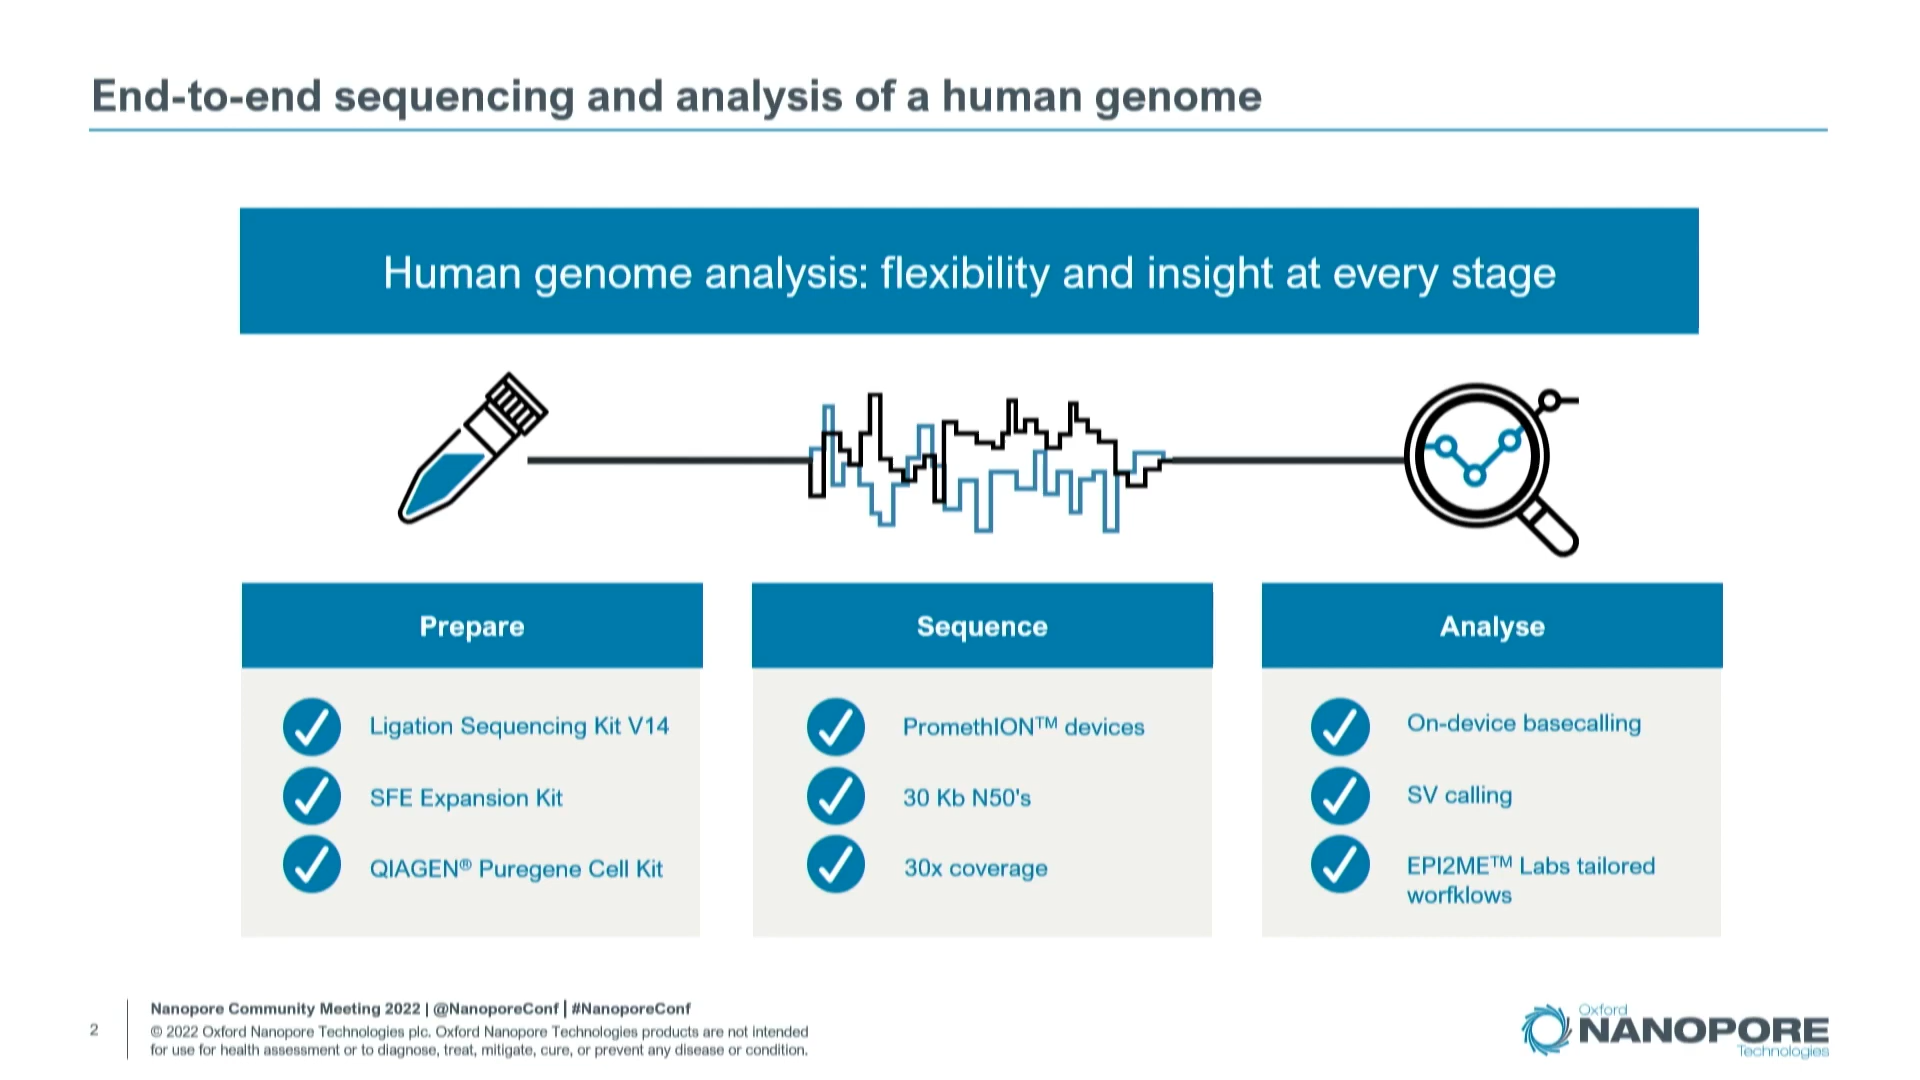 End-to-end sequencing and analysis of a human genome
Human genome analysis: flexibility and insight at every stage
Prepare
Ligation Sequencing Kit V14
SFE Expansion Kit
QIAGEN® Puregene Cell Kit
Sequence
PromethION™ devices
30 Kb N50's
30x coverage
Analyse
On-device basecalling
SV calling
EPI2ME™ Labs tailored
worfklows
2
Nanopore Community Meeting 2022 | @NanoporeConf | #NanoporeConf
© 2022 Oxford Nanopore Technologies plc. Oxford Nanopore Technologies products are not intended
for use for health assessment or to diagnose, treat, mitigate, cure, or prevent any disease or condition.
Oxford
NANOPORE
Technologies